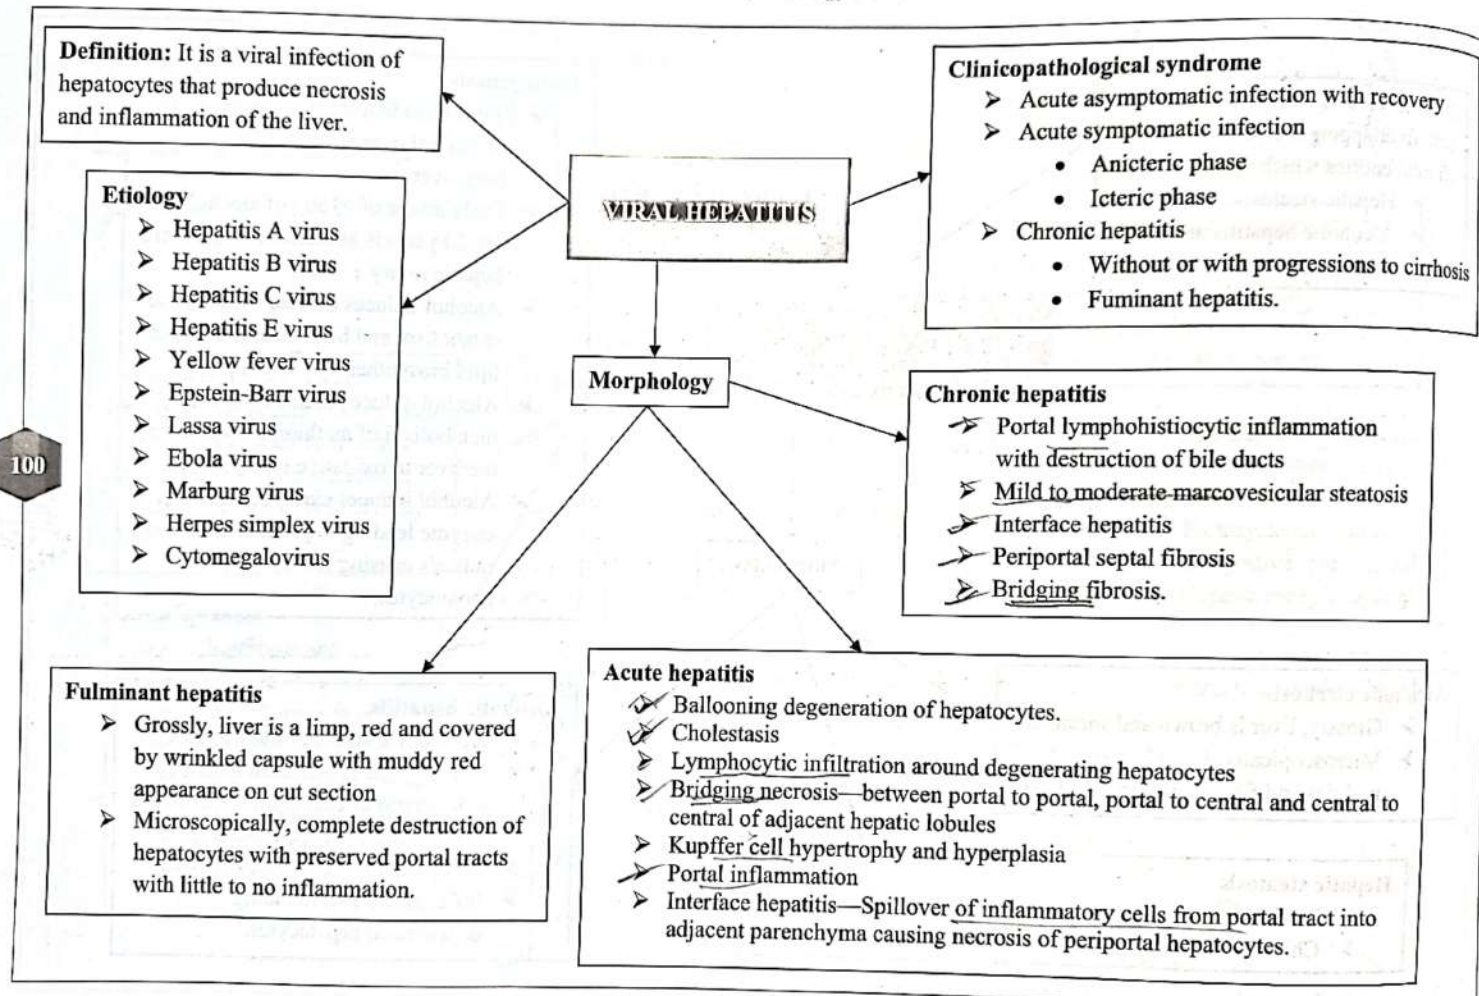 Definition: It is a viral infection of
hepatocytes that produce necrosis
and inflammation of the liver.
Etiology
➤ Hepatitis A virus
➤ Hepatitis B virus
➤ Hepatitis C virus
➤ Hepatitis E virus
➤ Yellow fever virus
➤ Epstein-Barr virus
➤ Lassa virus
➤ Ebola virus
➤ Marburg virus
➤ Herpes simplex virus
➤ Cytomegalovirus
VIRAL HEPATITIS
Clinicopathological syndrome
➤ Acute asymptomatic infection with recovery
➤ Acute symptomatic infection
• Anicteric phase
• Icteric phase
➤ Chronic hepatitis
• Without or with progressions to cirrhosis
• Fuminant hepatitis.
Morphology
Chronic hepatitis
➤ Portal lymphohistiocytic inflammation
with destruction of bile ducts
➤ Mild to moderate marcovesicular steatosis
➤ Interface hepatitis
➤ Periportal septal fibrosis
➤ Bridging fibrosis.
100
Fulminant hepatitis
➤ Grossly, liver is a limp, red and covered
by wrinkled capsule with muddy red
appearance on cut section
➤ Microscopically, complete destruction of
hepatocytes with preserved portal tracts
with little to no inflammation.
Acute hepatitis
➤ Ballooning degeneration of hepatocytes.
➤ Cholestasis
➤ Lymphocytic infiltration around degenerating hepatocytes
➤ Bridging necrosis—between portal to portal, portal to central and central to
central of adjacent hepatic lobules
➤ Kupffer cell hypertrophy and hyperplasia
➤ Portal inflammation
➤ Interface hepatitis—Spillover of inflammatory cells from portal tract into
adjacent parenchyma causing necrosis of periportal hepatocytes.